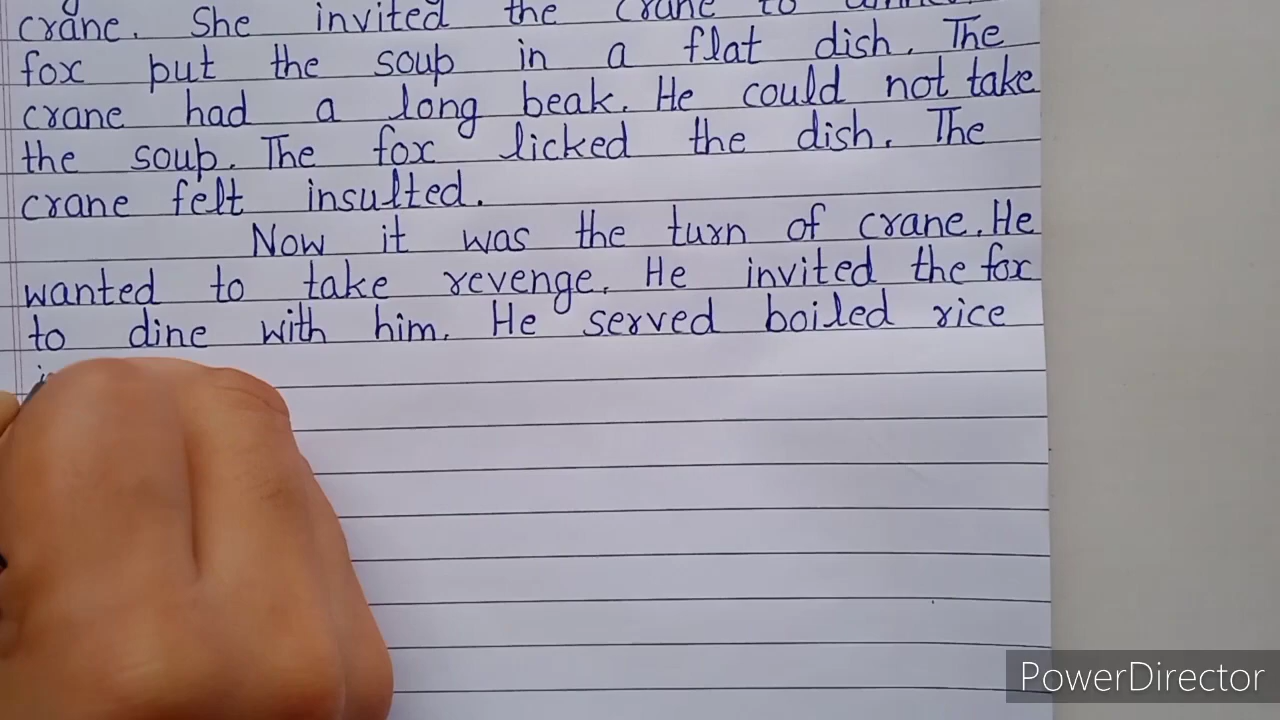 crane. She invited the crane to
fox put the soup in a flat dish. The
crane had a long beak. He could not take
the soup. The fox licked the dish. The
crane felt insulted.
Now it was the turn of crane. He
wanted to take revenge. He invited the fox
to dine with him. He served boiled rice
PowerDirector